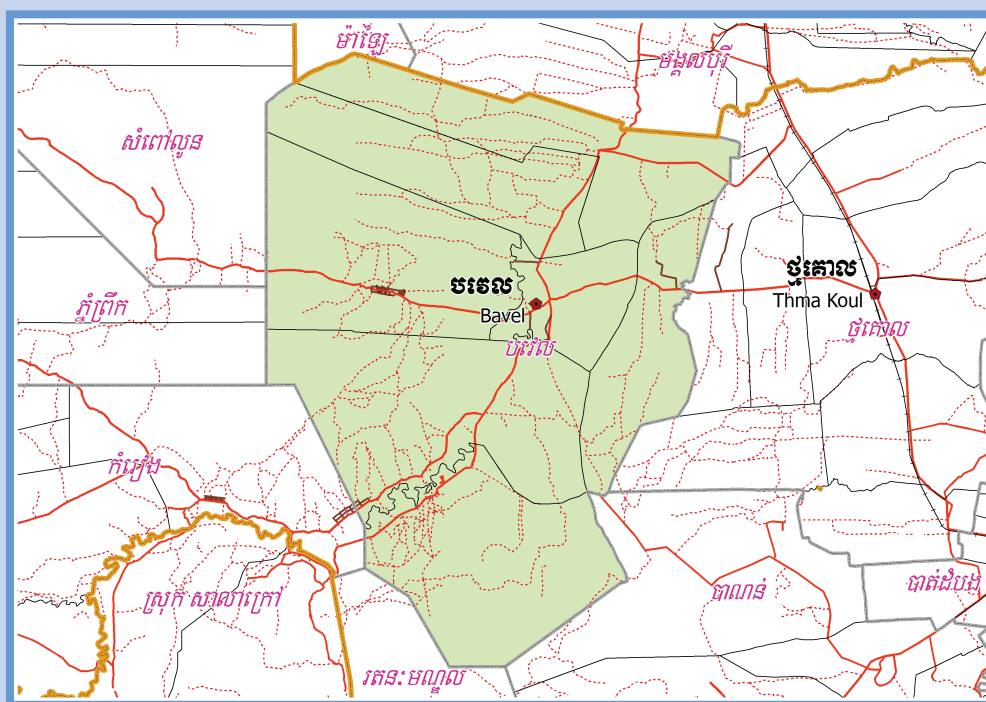 ម៉ាឡៃ
មង្គលបុរី
សំពៅលូន
បវេល
Bavel
បវេល
ថ្មគោល
Thma Koul
ថ្មគោល
ភ្នំព្រឹក
កំរៀង
ស្រុក សាលាក្រៅ
បាណន់
បាត់ដំបង
រតនៈមណ្ឌល